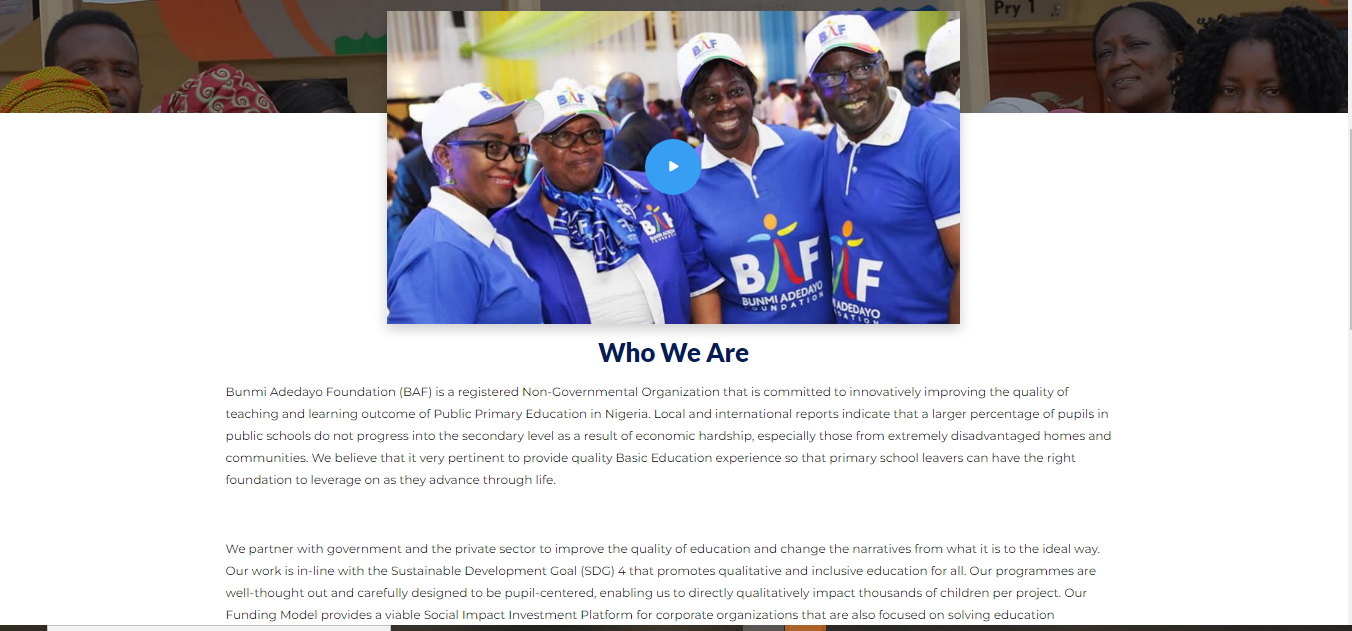 Pry 1
BAF
BAF
BAF
BAF
BAF
BUNMI ADEDAYO
FOUNDATION
BAF
BUNMI ADEDAYO
FOUNDATION
AF
ADEDAYO
DATION
Who We Are
Bunmi Adedayo Foundation (BAF) is a registered Non-Governmental Organization that is committed to innovatively improving the quality of
teaching and learning outcome of Public Primary Education in Nigeria. Local and international reports indicate that a larger percentage of pupils in
public schools do not progress into the secondary level as a result of economic hardship, especially those from extremely disadvantaged homes and
communities. We believe that it very pertinent to provide quality Basic Education experience so that primary school leavers can have the right
foundation to leverage on as they advance through life.
We partner with government and the private sector to improve the quality of education and change the narratives from what it is to the ideal way.
Our work is in-line with the Sustainable Development Goal (SDG) 4 that promotes qualitative and inclusive education for all. Our programmes are
well-thought out and carefully designed to be pupil-centered, enabling us to directly qualitatively impact thousands of children per project. Our
Funding Model provides a viable Social Impact Investment Platform for corporate organizations that are also focused on solving education